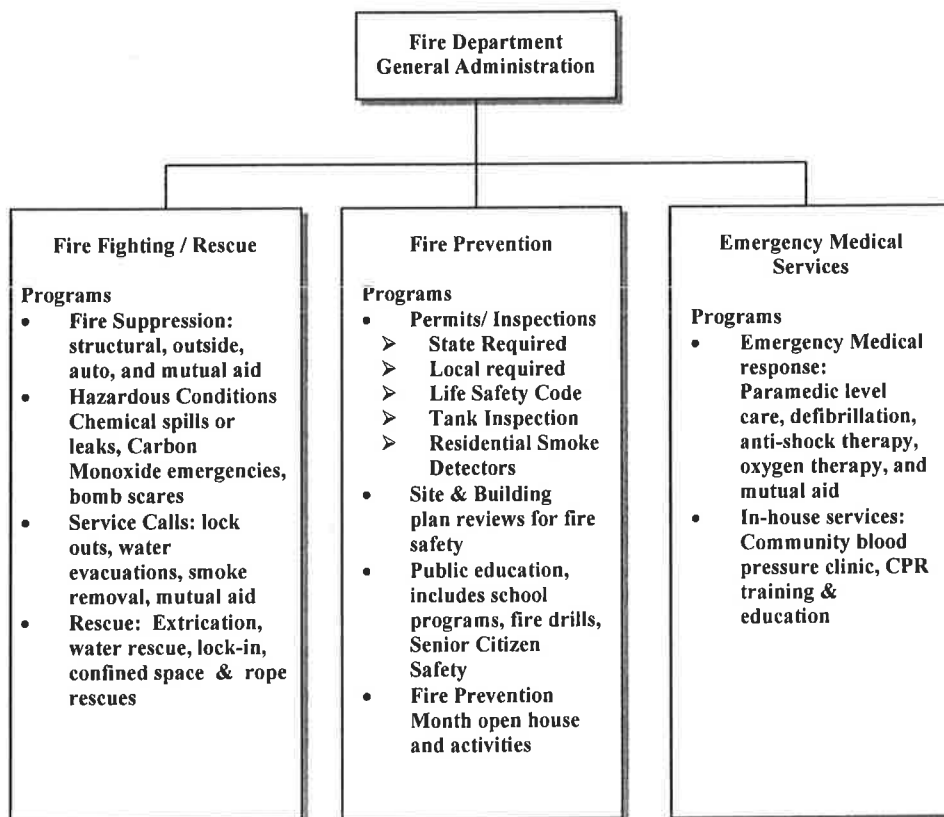 Fire Department
General Administration
Fire Fighting / Rescue
Programs
• Fire Suppression:
structural, outside,
auto, and mutual aid
• Hazardous Conditions
Chemical spills or
leaks, Carbon
Monoxide emergencies,
bomb scares
• Service Calls: lock
outs, water
evacuations, smoke
removal, mutual aid
• Rescue: Extrication,
water rescue, lock-in,
confined space & rope
rescues
Fire Prevention
Programs
• Permits/ Inspections
➢ State Required
➢ Local required
➢ Life Safety Code
➢ Tank Inspection
➢ Residential Smoke
Detectors
• Site & Building
plan reviews for fire
safety
• Public education,
includes school
programs, fire drills,
Senior Citizen
Safety
• Fire Prevention
Month open house
and activities
Emergency Medical
Services
Programs
• Emergency Medical
response:
Paramedic level
care, defibrillation,
anti-shock therapy,
oxygen therapy, and
mutual aid
• In-house services:
Community blood
pressure clinic, CPR
training &
education